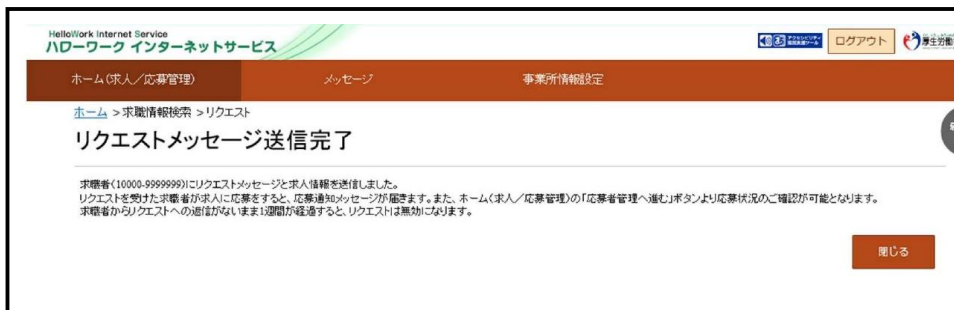 HelloWork Internet Service
ハローワーク インターネットサービス
ログアウト
厚生労働
ホーム(求人/応募管理)
メッセージ
事業所情報設定
ホーム >求職情報検索 >リクエスト
リクエストメッセージ送信完了
求職者(10000-9999999)にリクエストメッセージと求人情報を送信しました。
リクエストを受けた求職者が求人に応募をすると、応募通知メッセージが届きます。また、ホーム(求人/応募管理)の「応募者管理へ進む」ボタンより応募状況のご確認が可能となります。
求職者からリクエストへの返信がないまま1週間が経過すると、リクエストは無効になります。
閉じる